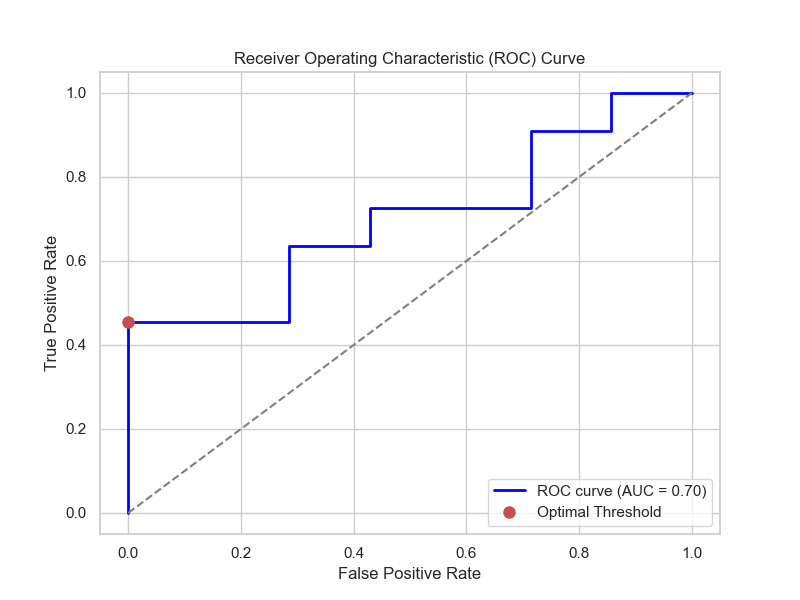 Receiver Operating Characteristic (ROC) Curve
True Positive Rate
1.0
0.8
0.6
0.4
0.2
0.0
ROC curve (AUC = 0.70)
Optimal Threshold
0.0 0.2 0.4 0.6 0.8 1.0
False Positive Rate